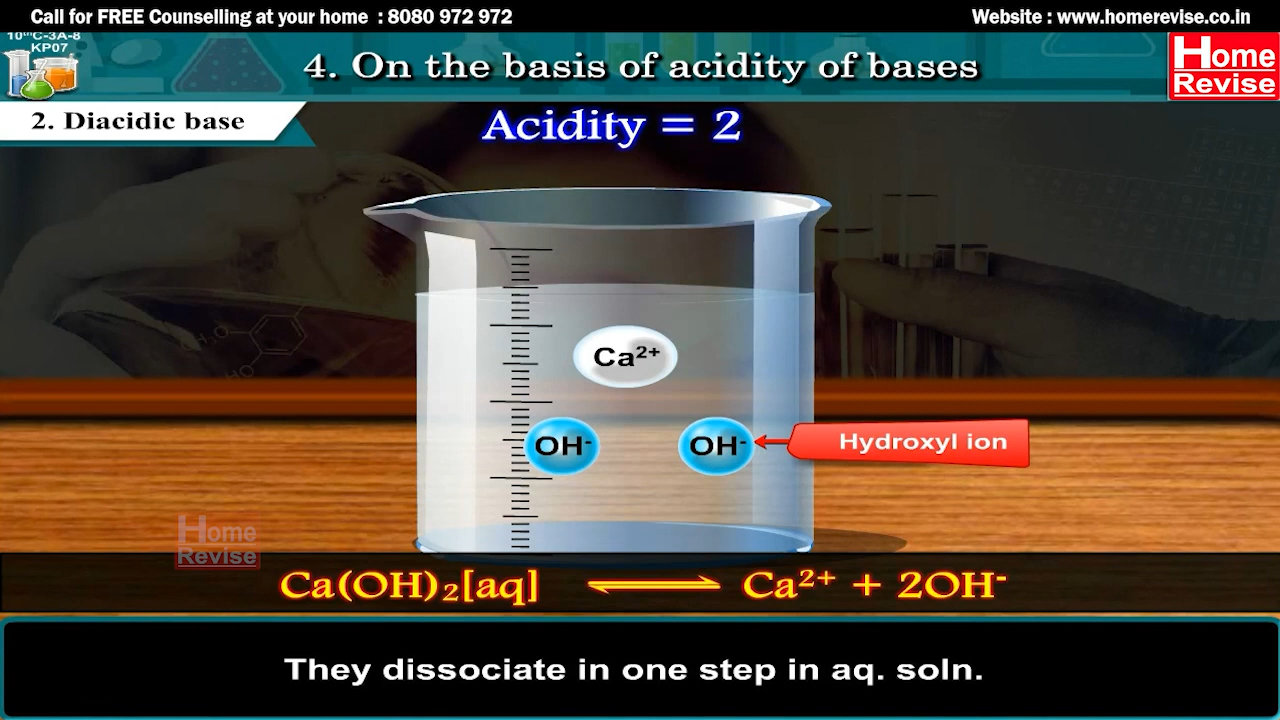 Call for FREE Counselling at your home : 8080 972 972
Website : www.homerevise.co.in
10thC-3A-8
KP07
4. On the basis of acidity of bases
Home
Revise
2. Diacidic base
Acidity = 2
Ca²⁺
OH⁻
OH⁻
Hydroxyl ion
Home
Revise
Ca(OH)₂[aq] ⇌ Ca²⁺ + 2OH⁻
They dissociate in one step in aq. soln.